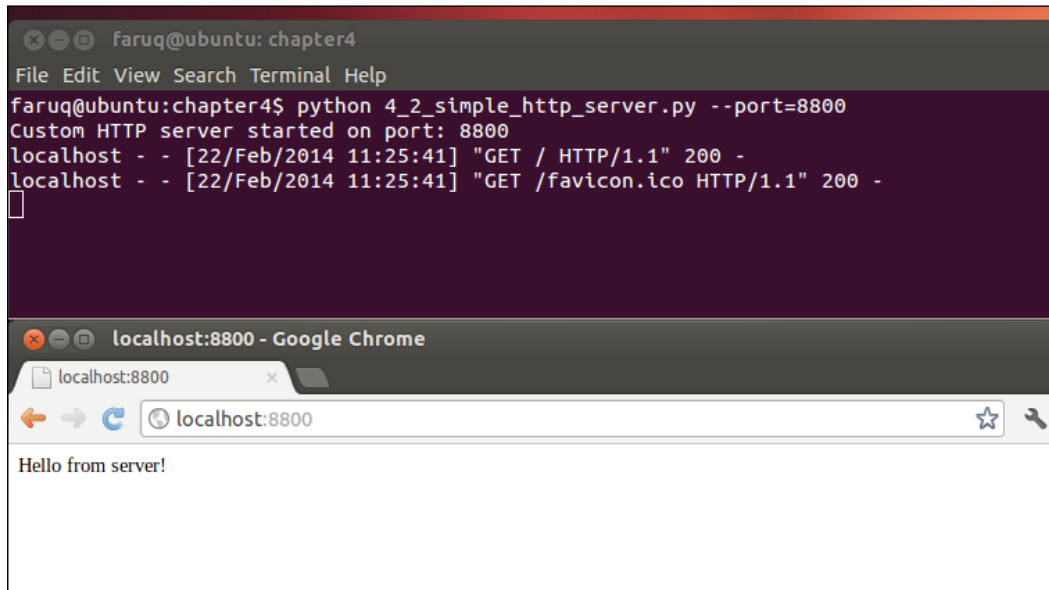 faruq@ubuntu: chapter4
File Edit View Search Terminal Help
faruq@ubuntu:chapter4$ python 4_2_simple_http_server.py --port=8800
Custom HTTP server started on port: 8800
localhost - - [22/Feb/2014 11:25:41] "GET / HTTP/1.1" 200 -
localhost - - [22/Feb/2014 11:25:41] "GET /favicon.ico HTTP/1.1" 200 -
localhost:8800 - Google Chrome
localhost:8800
localhost:8800
Hello from server!